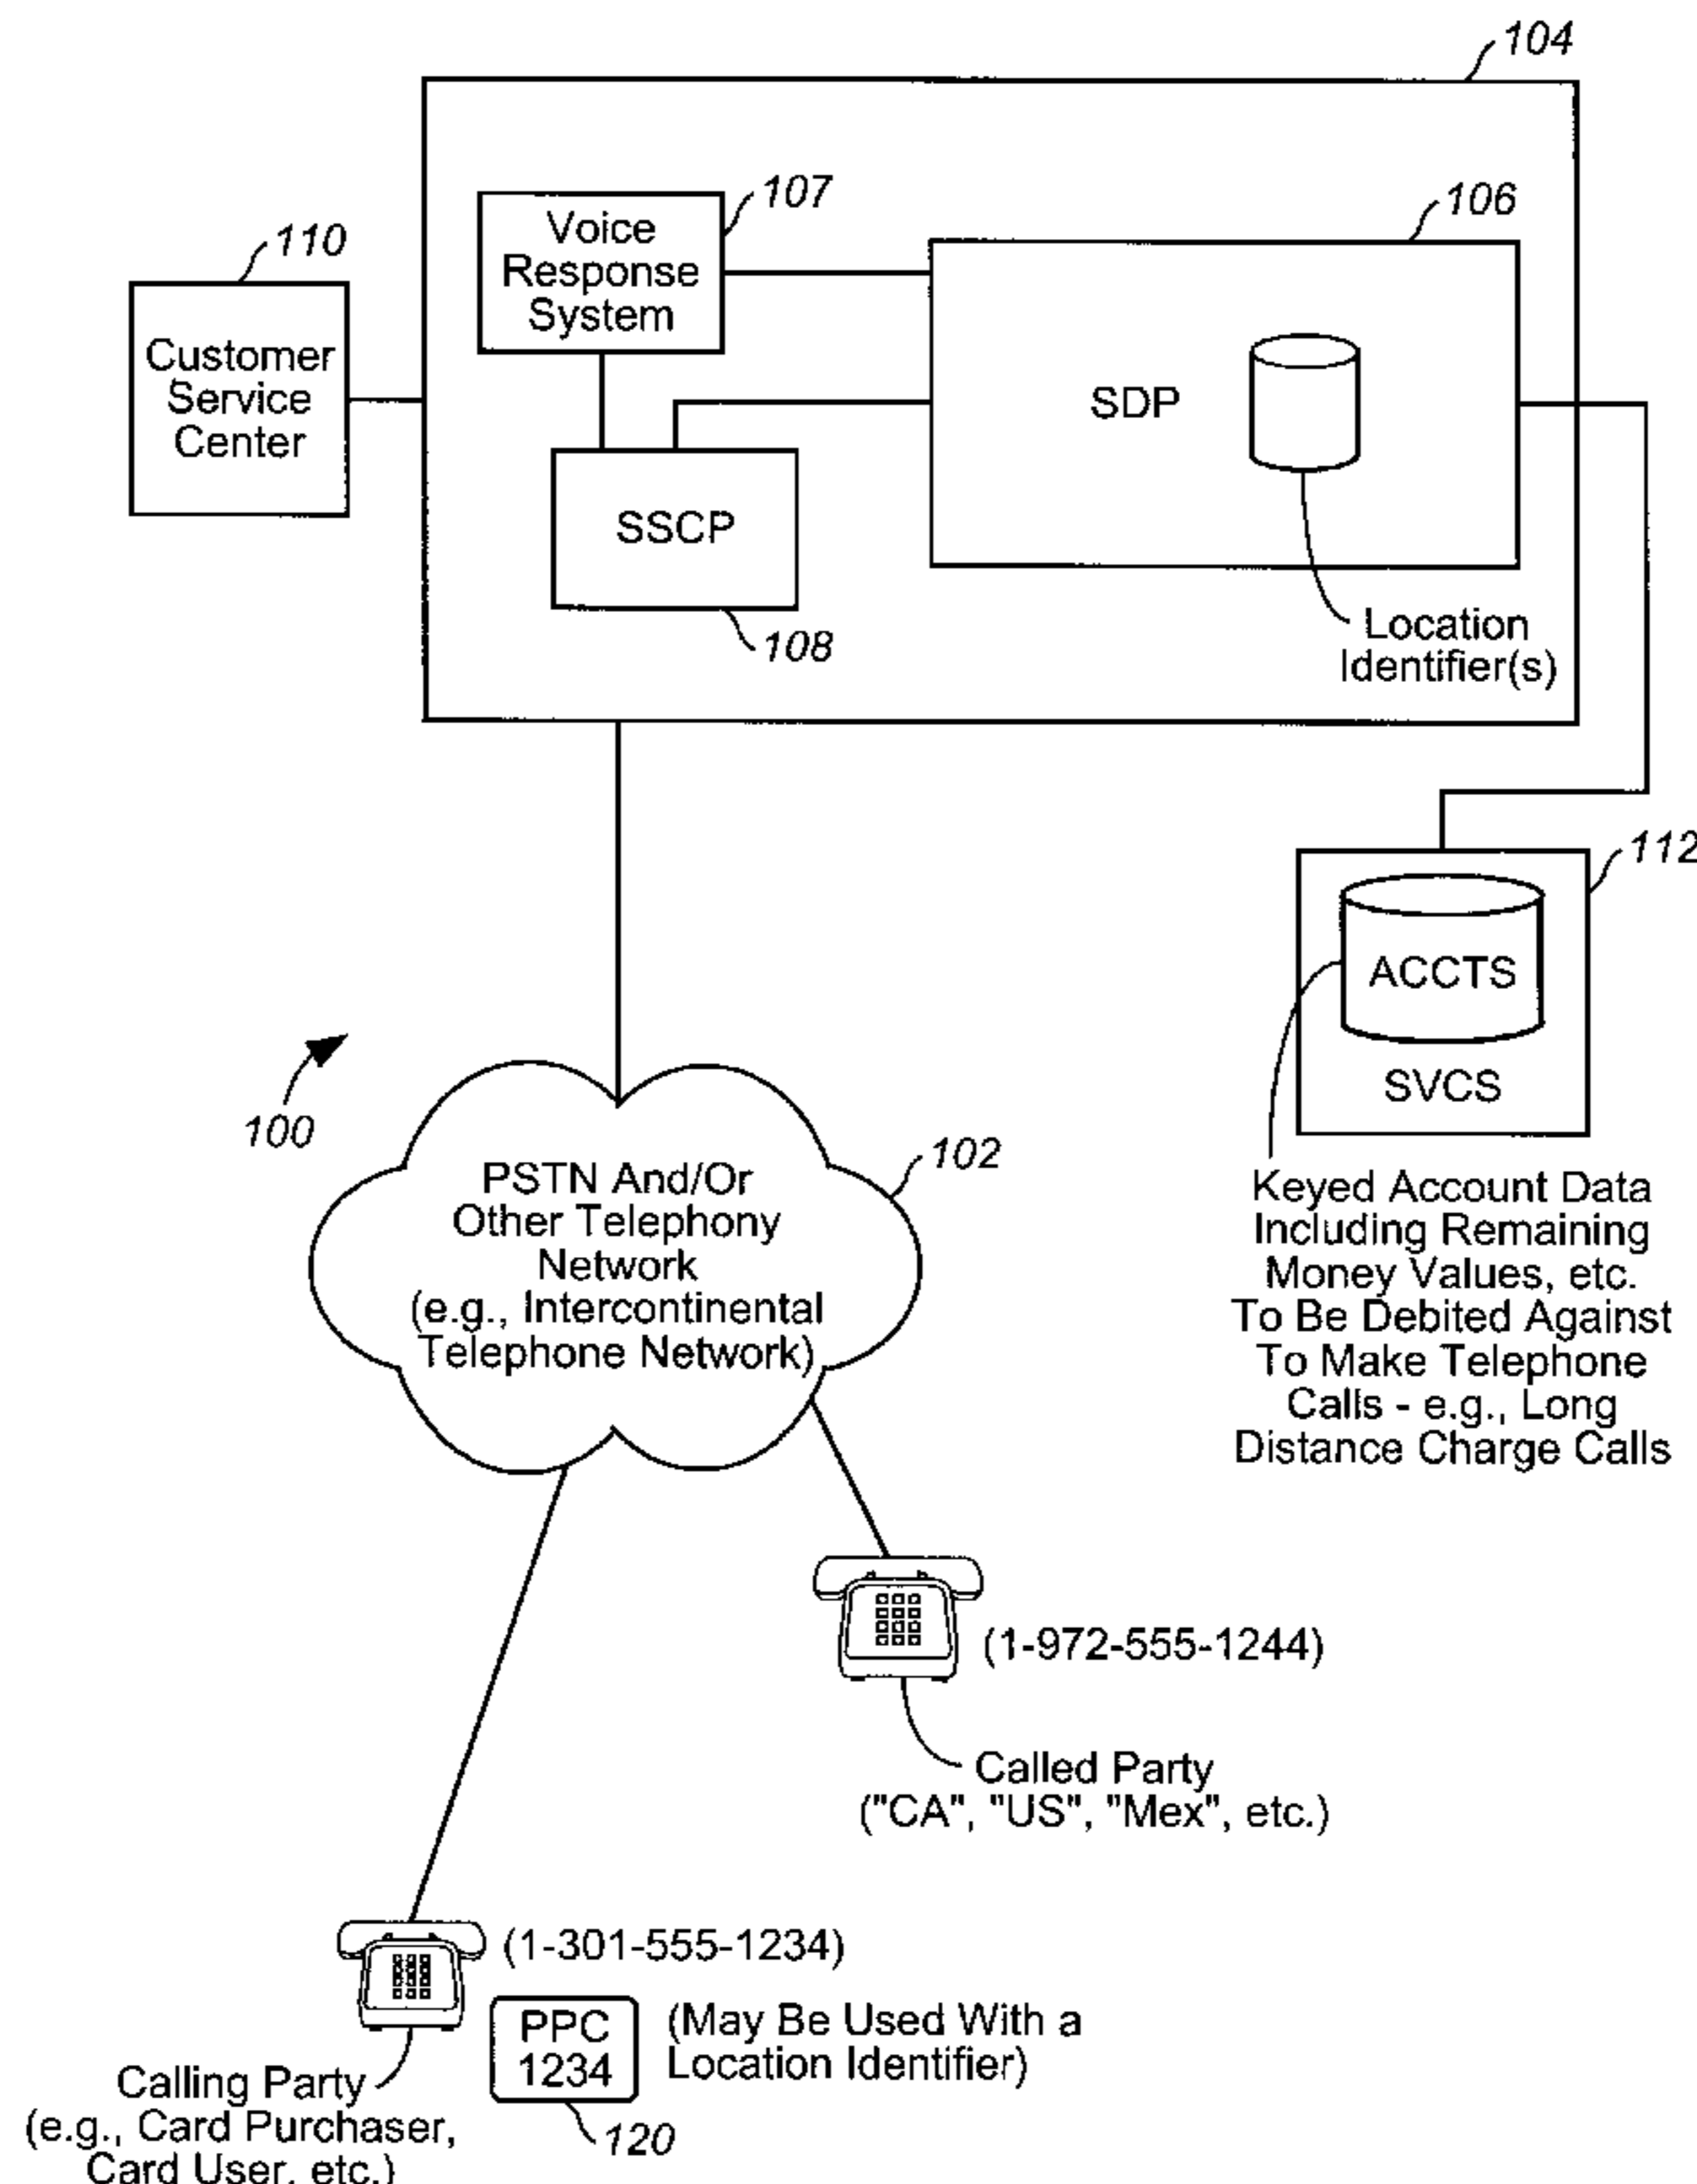 104
107
Voice
Response
System
106
110
Customer
Service
Center
SDP
SSCP
108
Location
Identifier(s)
112
ACCTS
SVCS
100
102
PSTN And/Or
Other Telephony
Network
(e.g., Intercontinental
Telephone Network)
Keyed Account Data
Including Remaining
Money Values, etc.
To Be Debited Against
To Make Telephone
Calls - e.g., Long
Distance Charge Calls
(1-972-555-1244)
Called Party
("CA", "US", "Mex", etc.)
(1-301-555-1234)
PPC
1234
(May Be Used With a
Location Identifier)
120
Calling Party
(e.g., Card Purchaser,
Card User, etc.)